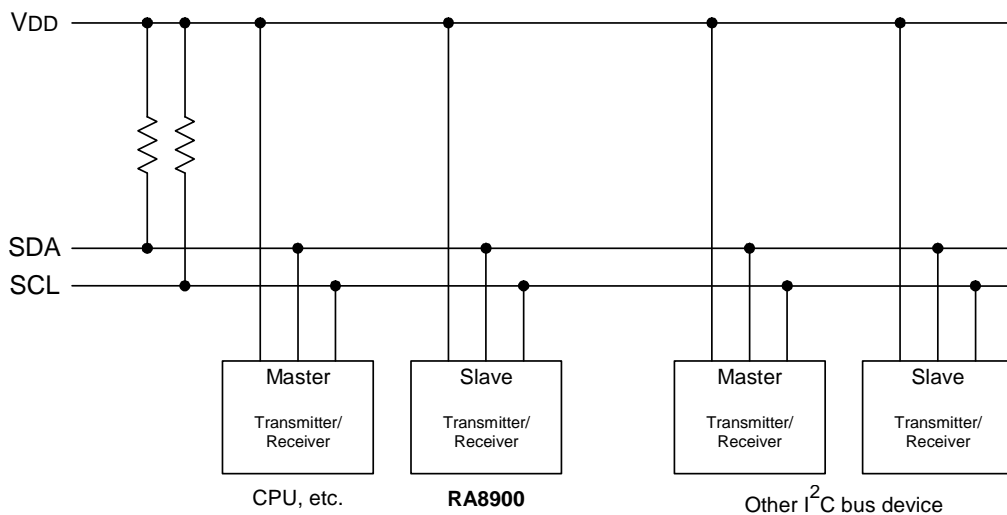 VDD
SDA
SCL
Master
Transmitter/
Receiver
Slave
Transmitter/
Receiver
Master
Transmitter/
Receiver
Slave
Transmitter/
Receiver
CPU, etc.
RA8900
Other I²C bus device